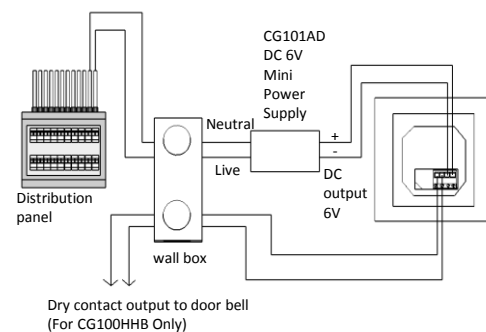 CG101AD
DC 6V
Mini
Power
Supply
Neutral
+
-
Live
DC
output
6V
Distribution
panel
wall box
Dry contact output to door bell
(For CG100HHB Only)